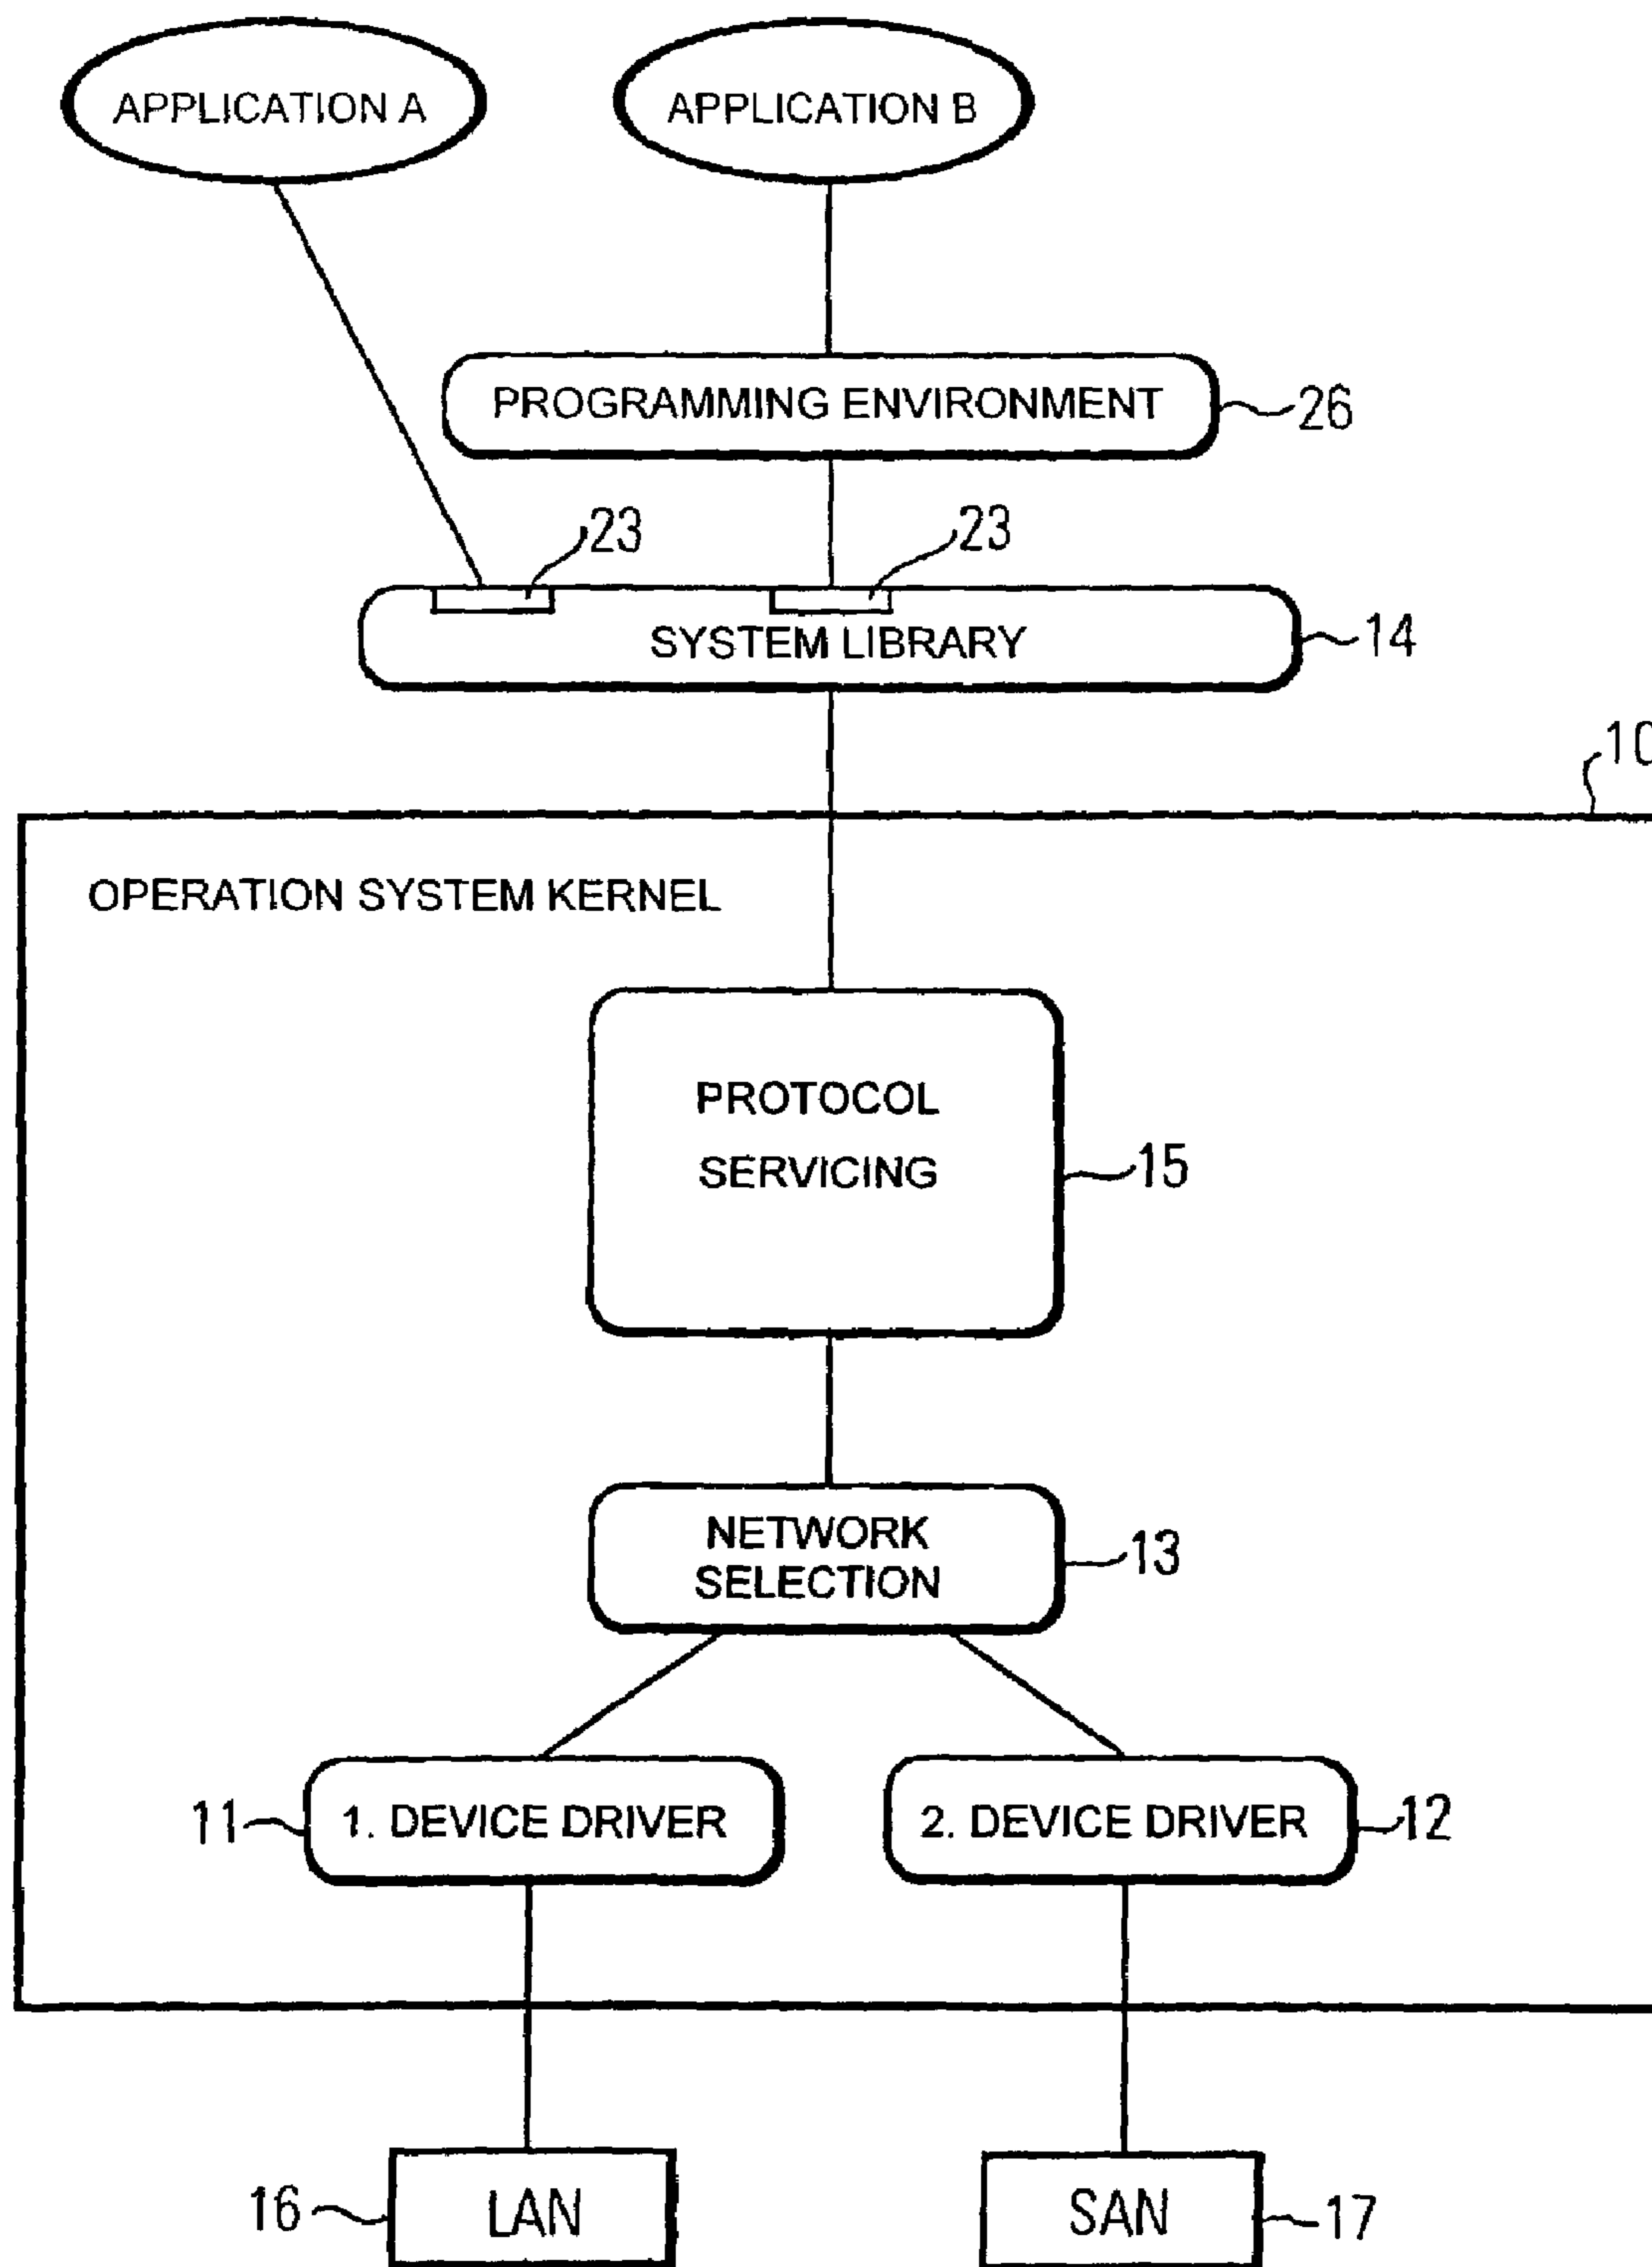 APPLICATION A
APPLICATION B
PROGRAMMING ENVIRONMENT
26
23
23
SYSTEM LIBRARY
14
10
OPERATION SYSTEM KERNEL
PROTOCOL
SERVICING
15
NETWORK
SELECTION
13
11
1. DEVICE DRIVER
2. DEVICE DRIVER
12
16
LAN
SAN
17